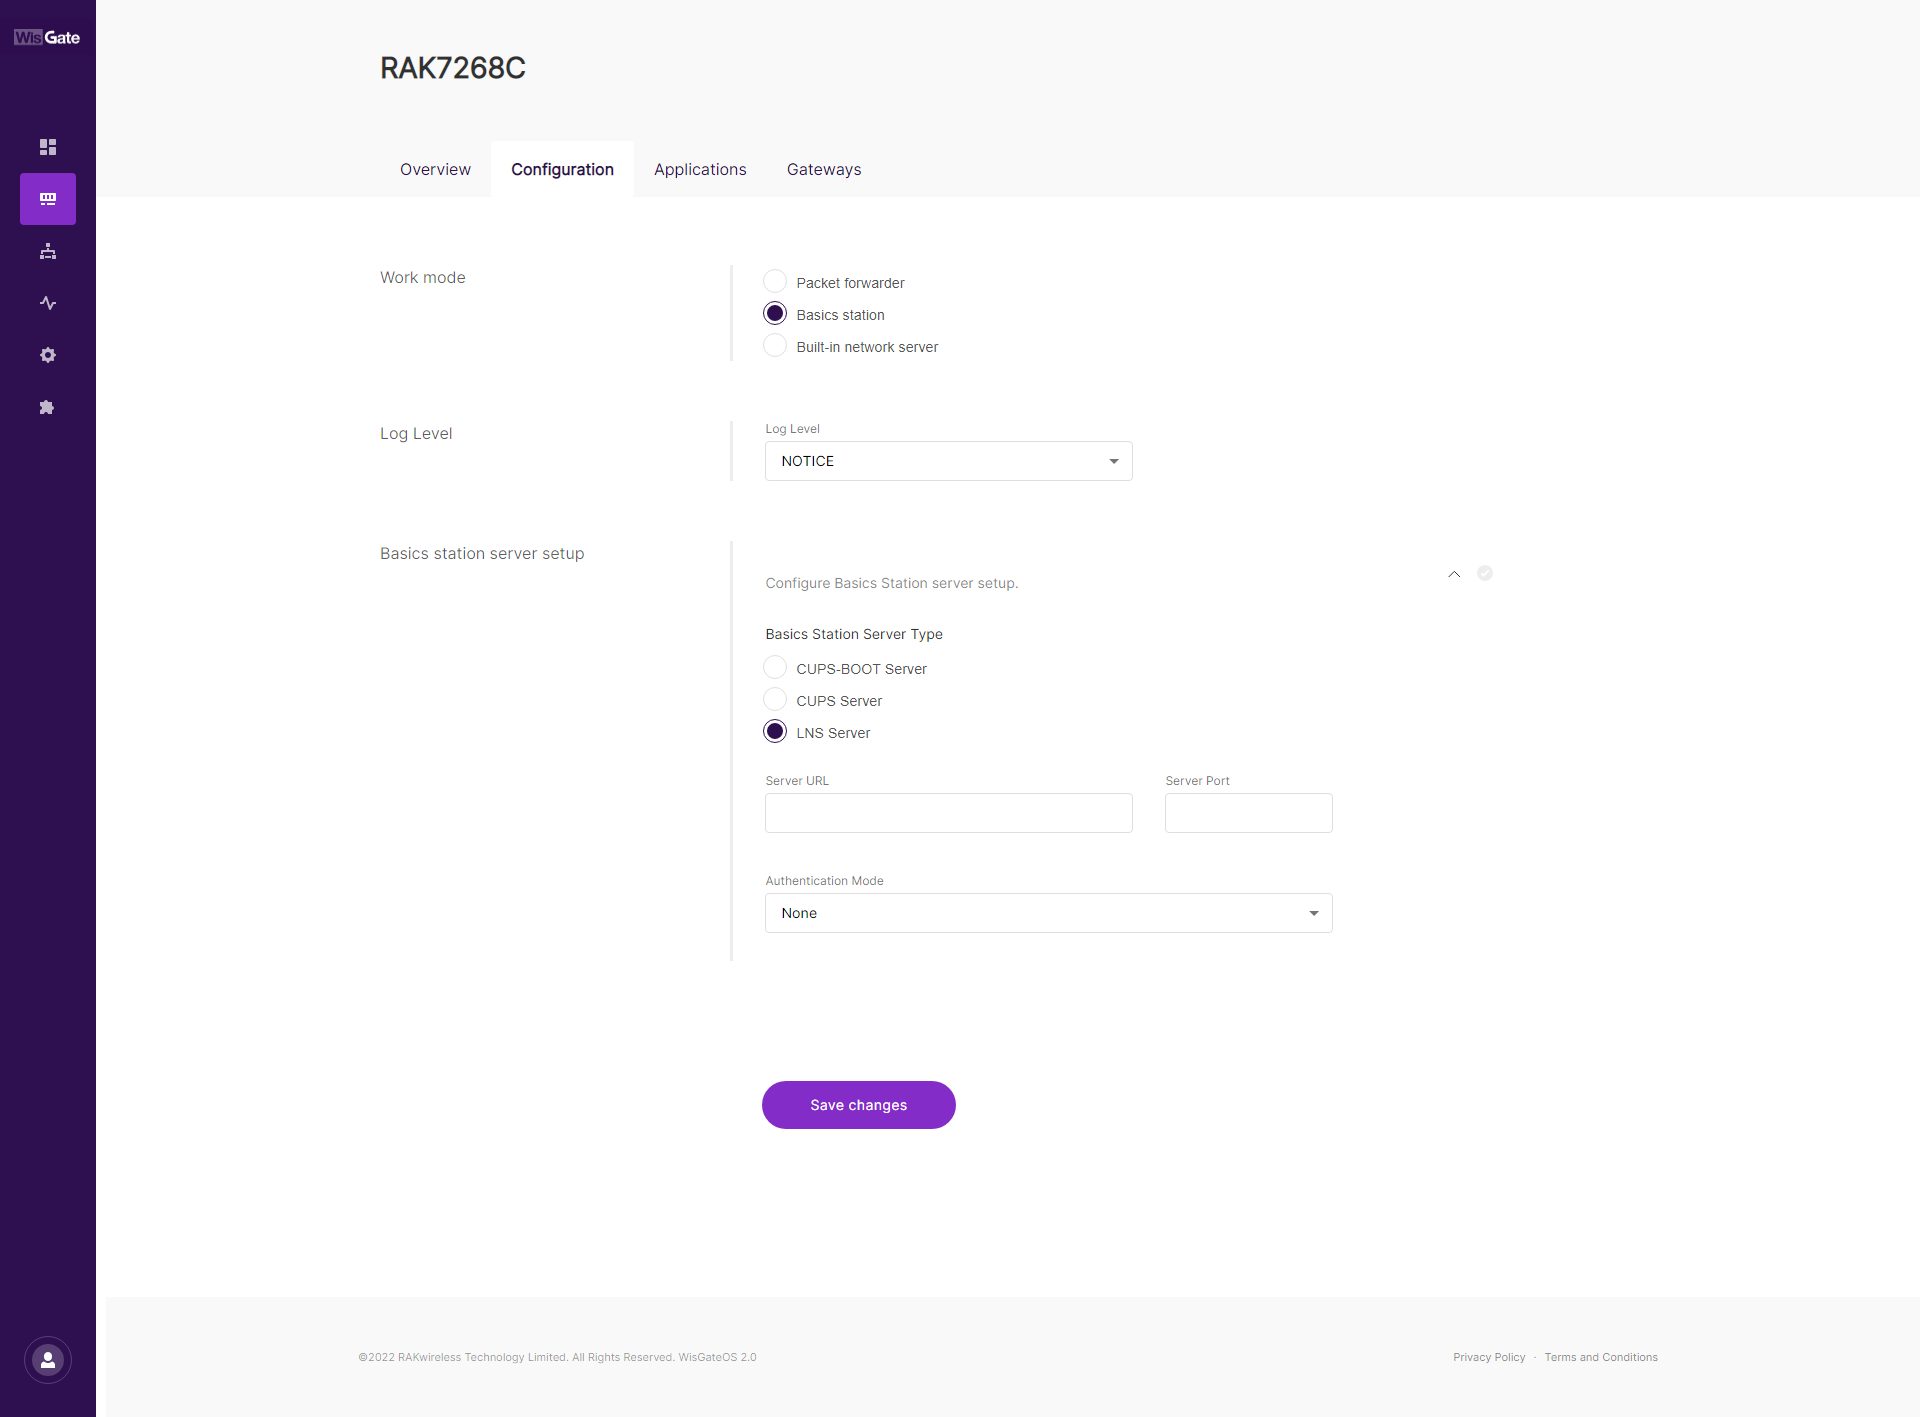 WisGate
RAK7268C
Overview
Configuration
Applications
Gateways
Work mode
Packet forwarder
Basics station
Built-in network server
Log Level
Log Level
NOTICE
Basics station server setup
Configure Basics Station server setup.
Basics Station Server Type
CUPS-BOOT Server
CUPS Server
LNS Server
Server URL
Server Port
Authentication Mode
None
Save changes
©2022 RAKwireless Technology Limited. All Rights Reserved. WisGateOS 2.0
Privacy Policy · Terms and Conditions